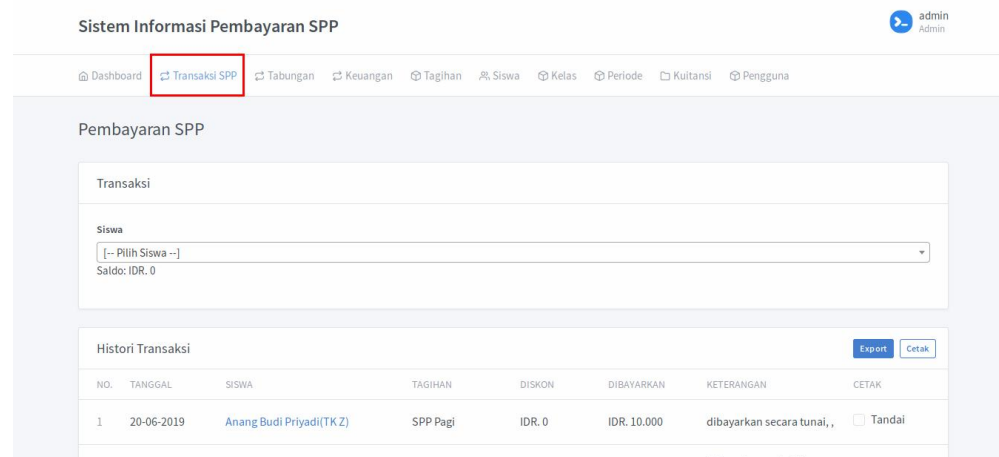 Sistem Informasi Pembayaran SPP
admin
Admin
Dashboard Transaksi SPP Tabungan Keuangan Tagihan Siswa Kelas Periode Kuitansi Pengguna
Pembayaran SPP
Transaksi
Siswa
[-- Pilih Siswa --]
Saldo: IDR. 0
Histori Transaksi Export Cetak
NO. TANGGAL SISWA TAGIHAN DISKON DIBAYARKAN KETERANGAN CETAK
1 20-06-2019 Anang Budi Priyadi(TK Z) SPP Pagi IDR. 0 IDR. 10.000 dibayarkan secara tunai, , Tandai